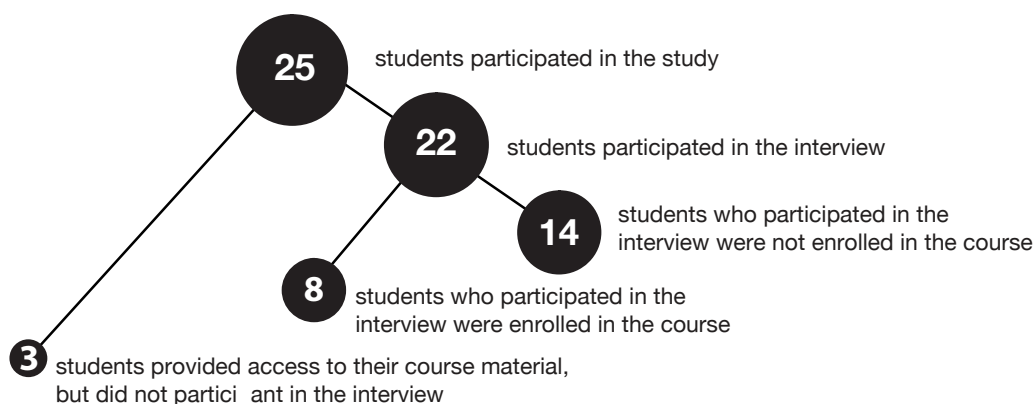 25
students participated in the study
22
students participated in the interview
14
students who participated in the
interview were not enrolled in the course
8
students who participated in the
interview were enrolled in the course
3
students provided access to their course material,
but did not partici ant in the interview